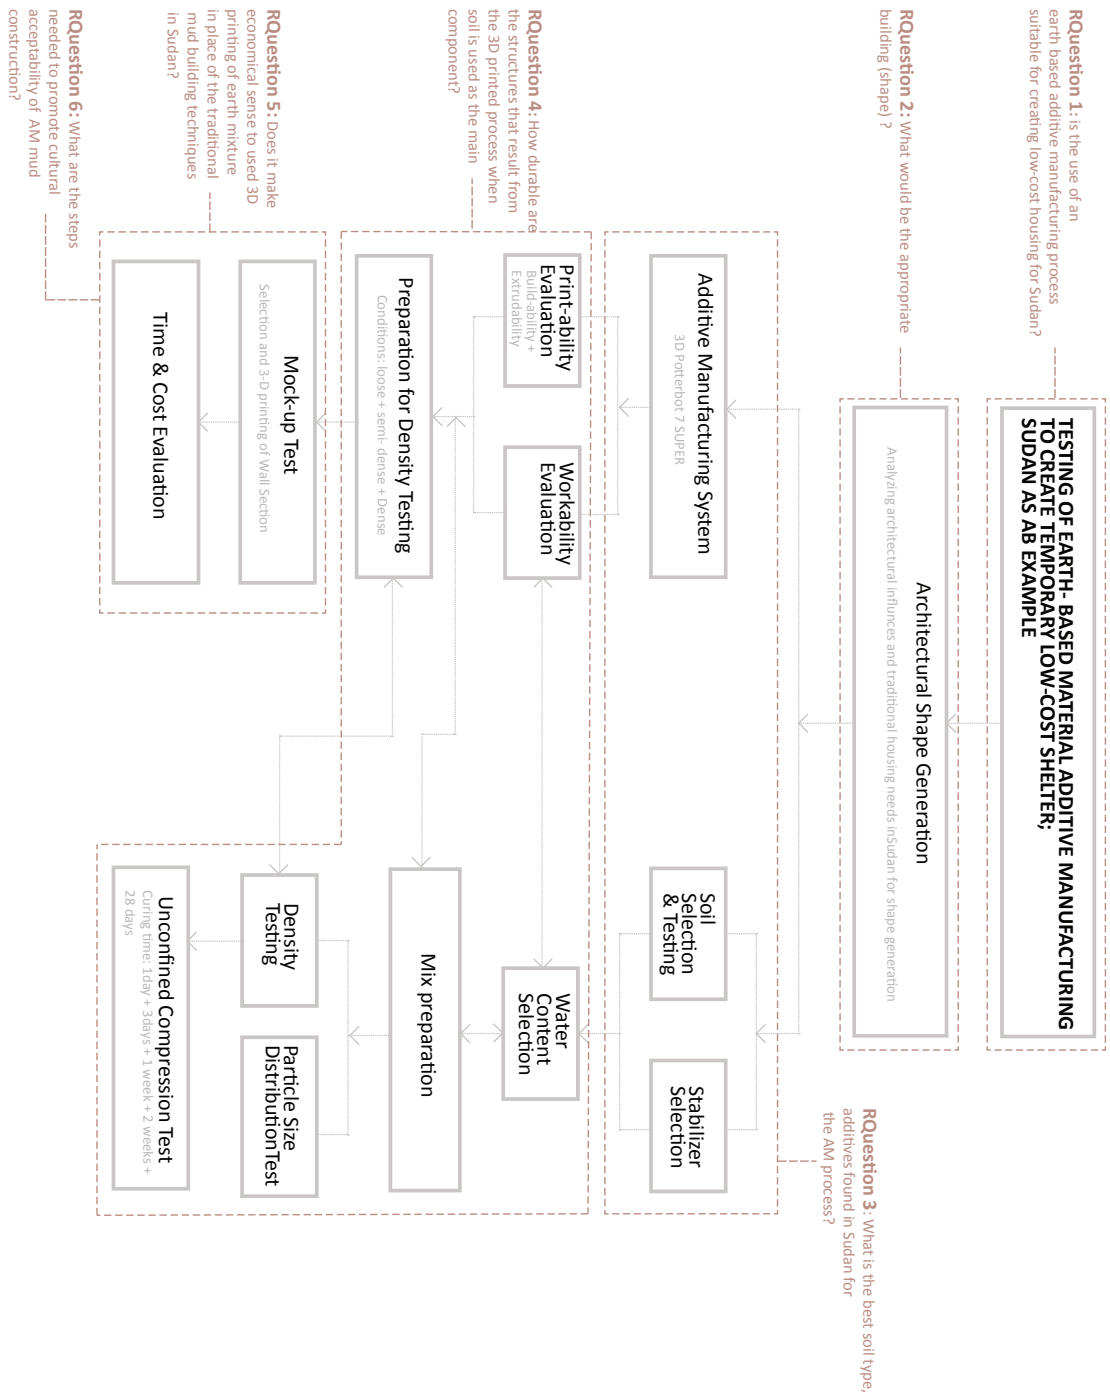 RQuestion 1: is the use of an
earth based additive manufacturing process
suitable for creating low-cost housing for Sudan?
TESTING OF EARTH- BASED MATERIAL ADDITIVE MANUFACTURING
TO CREATE TEMPORARY LOW-COST SHELTER;
SUDAN AS AB EXAMPLE
RQuestion 2: What would be the appropriate
building (shape) ?
Architectural Shape Generation
Analyzing architectural influnces and traditional housing needs inSudan for shape generation
RQuestion 3: What is the best soil type,
additives found in Sudan for
the AM process?
Additive Manufacturing System
3D Potterbot 7 SUPER
Soil
Selection
& Testing
Stabilizer
Selection
RQuestion 4: How durable are
the structures that result from
the 3D printed process when
soil is used as the main
component?
Print-ability
Evaluation
Build-ability +
Extrudability
Workability
Evaluation
Water
Content
Selection
Preparation for Density Testing
Conditions: loose + semi- dense + Dense
Mix preparation
RQuestion 5: Does it make
economical sense to used 3D
printing of earth mixture
in place of the traditional
mud building techniques
in Sudan?
Mock-up Test
Selection and 3-D printing of Wall Section
Density
Testing
Particle Size
DistributionTest
RQuestion 6: What are the steps
needed to promote cultural
acceptability of AM mud
construction?
Time & Cost Evaluation
Unconfined Compression Test
Curing time: 1day + 3days + 1 week + 2 weeks +
28 days